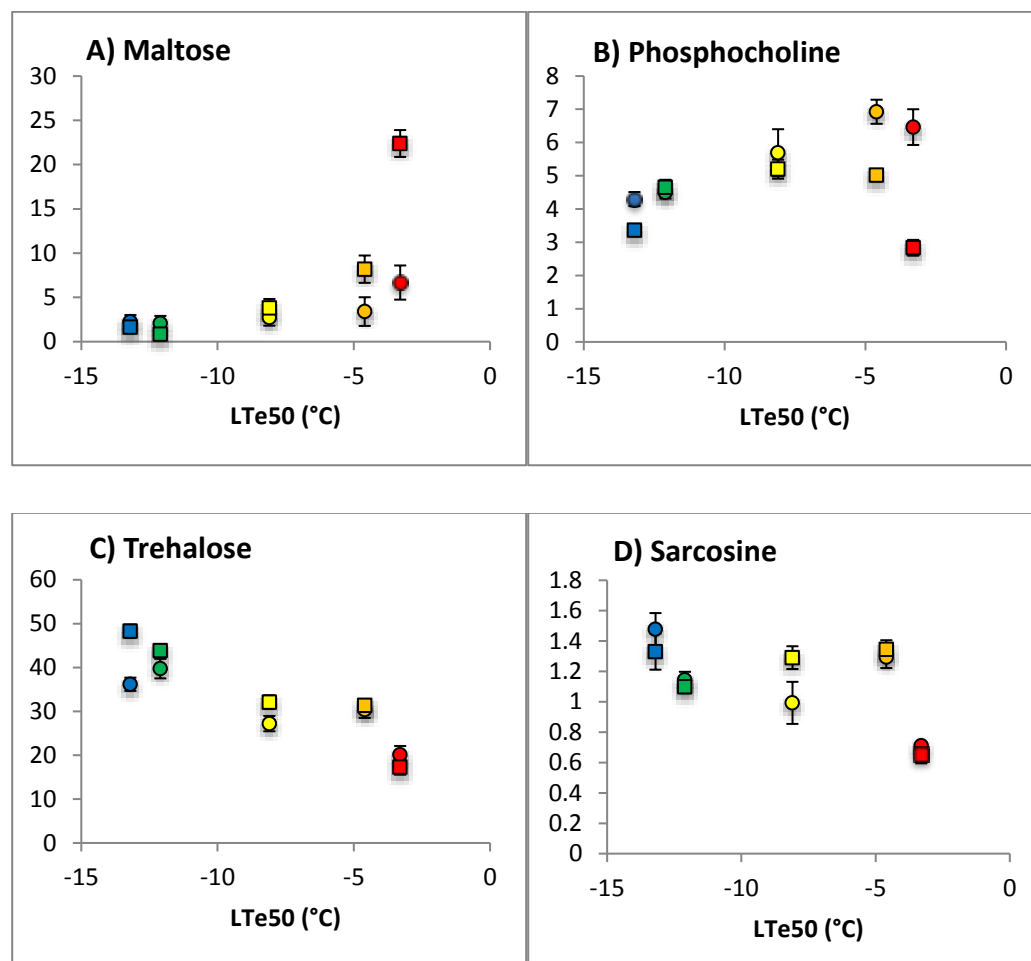 A) Maltose
30
25
20
15
10
5
0
-15 -10 -5 0
LTe50 (°C)
B) Phosphocholine
8
7
6
5
4
3
2
1
0
-15 -10 -5 0
LTe50 (°C)
C) Trehalose
60
50
40
30
20
10
0
-15 -10 -5 0
LTe50 (°C)
D) Sarcosine
1.8
1.6
1.4
1.2
1
0.8
0.6
0.4
0.2
0
-15 -10 -5 0
LTe50 (°C)